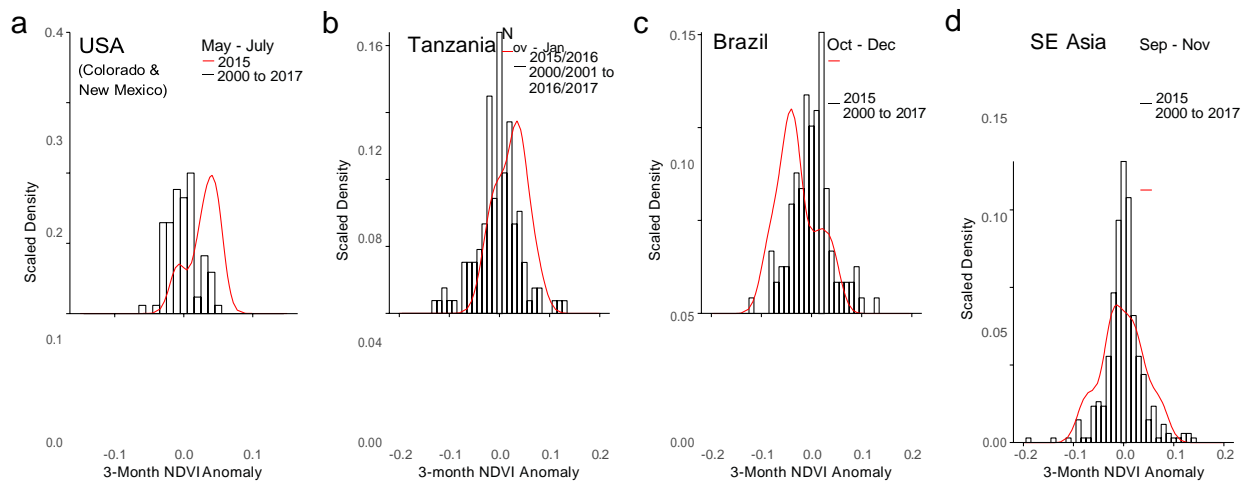 a
USA
(Colorado &
New Mexico)
May - July
2015
2000 to 2017
0.4
0.3
0.2
0.1
0.0
Scaled Density
-0.1
0.0
0.1
3-Month NDVI Anomaly
b
Tanzania
Nov - Jan
2015/2016
2000/2001 to
2016/2017
0.16
0.12
0.08
0.04
0.00
Scaled Density
-0.2
-0.1
0.0
0.1
0.2
3-month NDVI Anomaly
c
Brazil
Oct - Dec
2015
2000 to 2017
0.15
0.10
0.05
0.00
Scaled Density
-0.2
-0.1
0.0
0.1
0.2
3-Month NDVI Anomaly
d
SE Asia
Sep - Nov
2015
2000 to 2017
0.15
0.10
0.05
0.00
Scaled Density
-0.2
-0.1
0.0
0.1
0.2
3-Month NDVI Anomaly